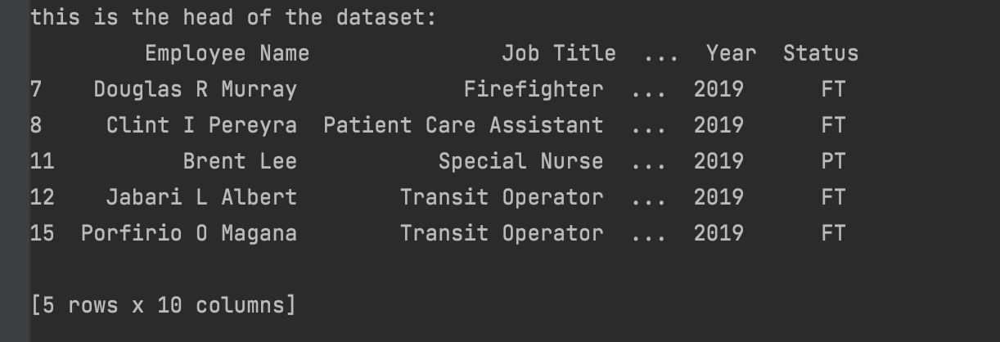 this is the head of the dataset:
Employee Name Job Title ... Year Status
7 Douglas R Murray Firefighter ... 2019 FT
8 Clint I Pereyra Patient Care Assistant ... 2019 FT
11 Brent Lee Special Nurse ... 2019 PT
12 Jabari L Albert Transit Operator ... 2019 FT
15 Porfirio O Magana Transit Operator ... 2019 FT
[5 rows x 10 columns]